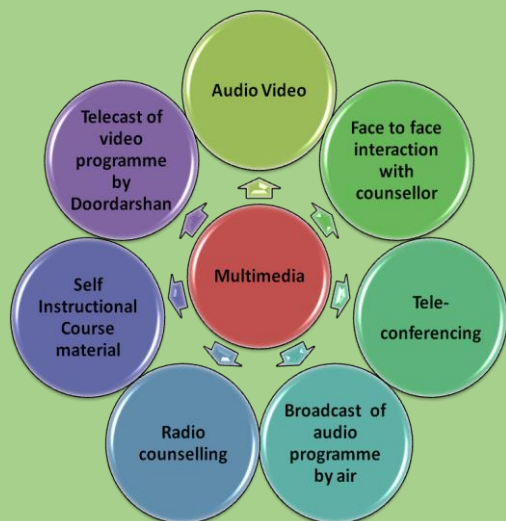 Audio Video
Face to face
interaction
with
counsellor
Tele-
conferencing
Broadcast of
audio
programme
by air
Radio
counselling
Self
Instructional
Course
material
Telecast of
video
programme
by
Doordarshan
Multimedia